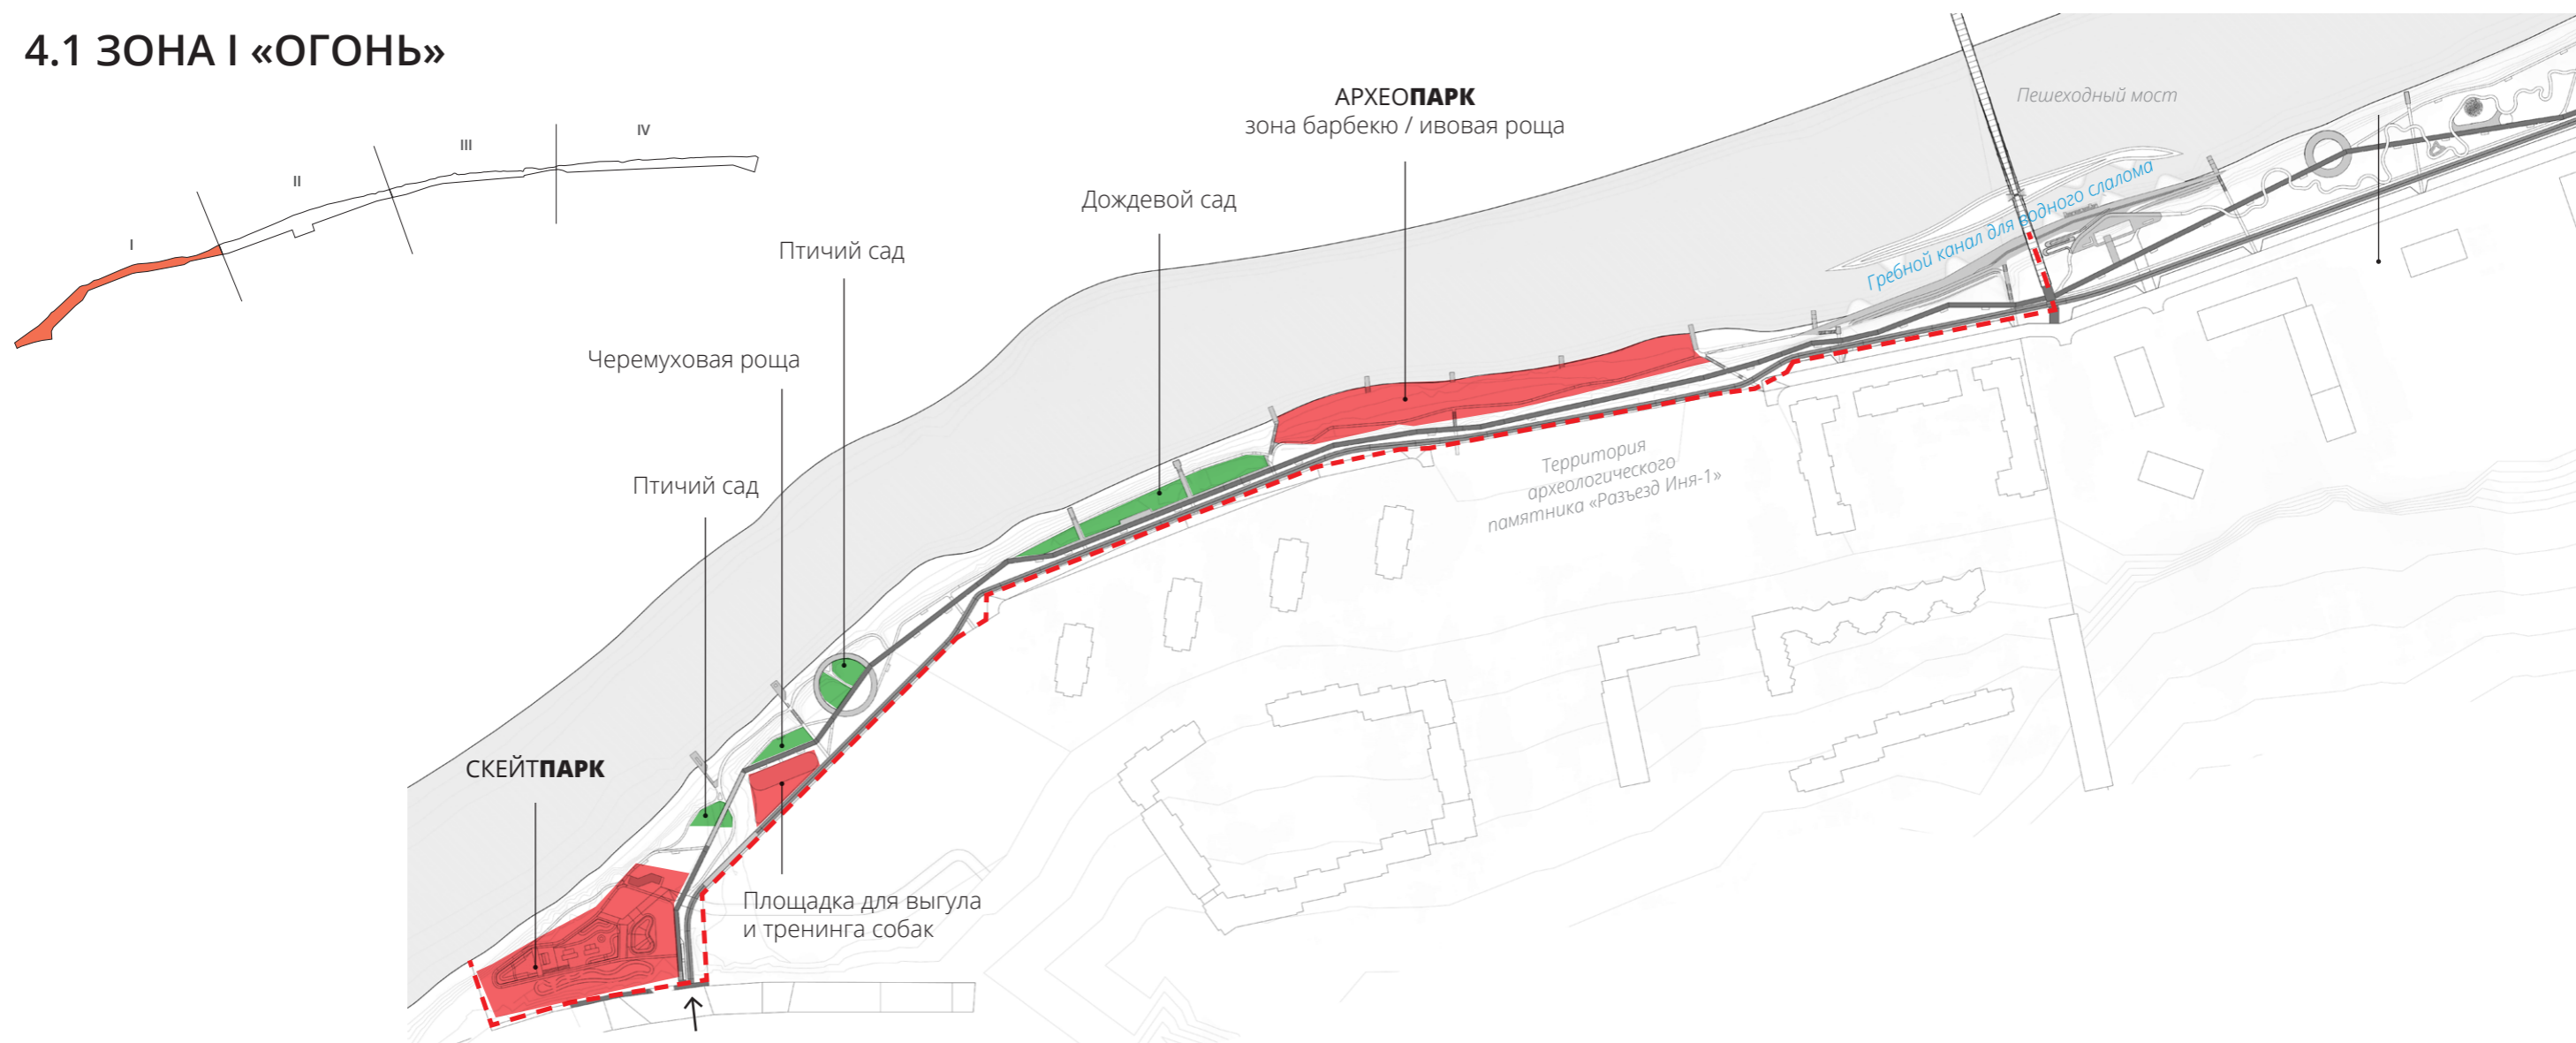 4.1 ЗОНА I «ОГОНЬ»
I
II
III
IV
АРХЕОПАРК
зона барбекю / ивовая роща
Пешеходный мост
Гребной канал для водного слалома
Дождевой сад
Птичий сад
Черемуховая роща
Птичий сад
Территория
археологического
памятника «Разъезд Иня-1»
СКЕЙТПАРК
Площадка для выгула
и тренинга собак